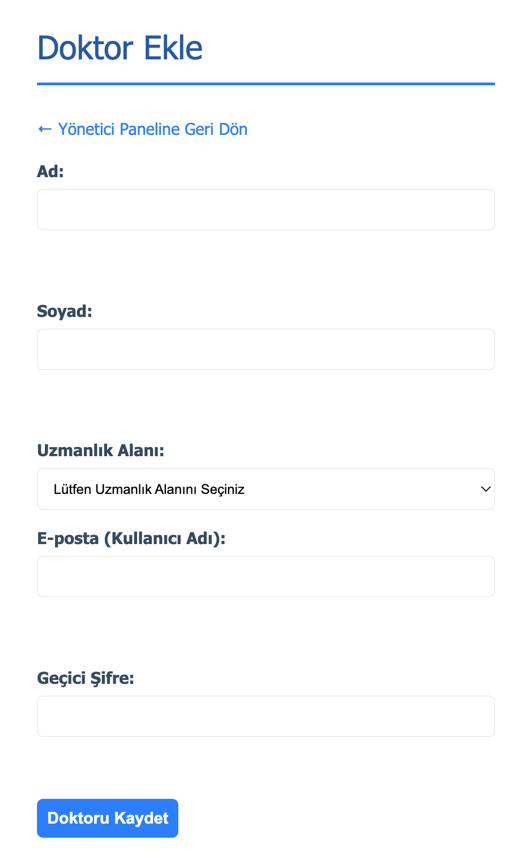 Doktor Ekle
← Yönetici Paneline Geri Dön
Ad:
Soyad:
Uzmanlık Alanı:
Lütfen Uzmanlık Alanını Seçiniz
E-posta (Kullanıcı Adı):
Geçici Şifre:
Doktoru Kaydet